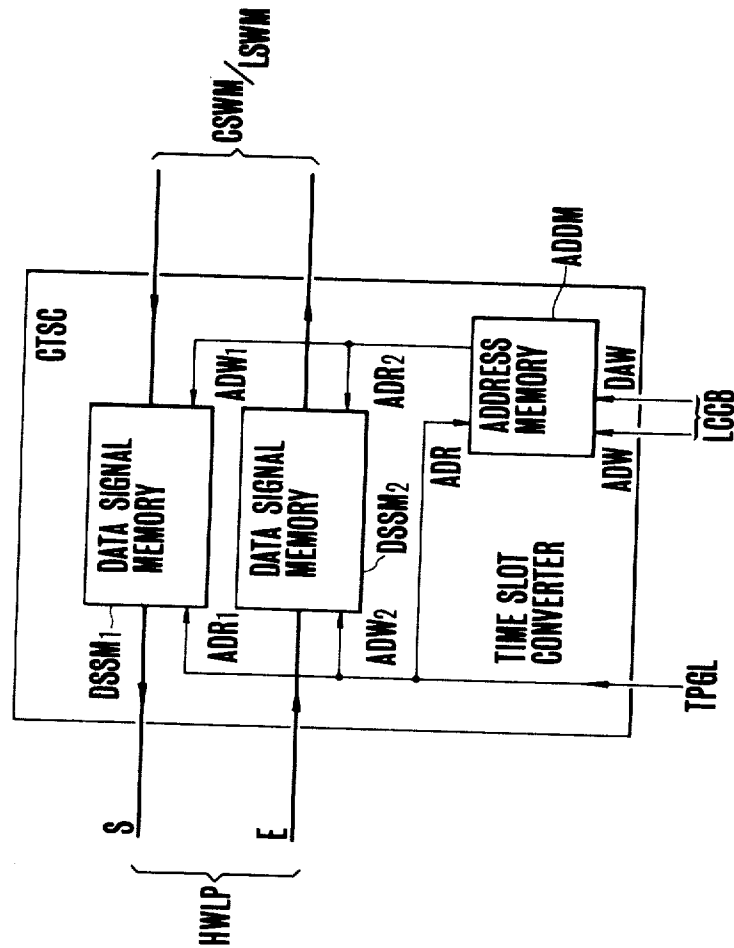 CTSC
CSWM/LSWM
DSSM1
DATA SIGNAL
MEMORY
ADW1
ADR1
S
HWLP
E
DATA SIGNAL
MEMORY
ADR2
ADW2
DSSM2
ADDM
ADDRESS
MEMORY
ADR
ADW
DAW
LCCB
TIME SLOT
CONVERTER
TPGL